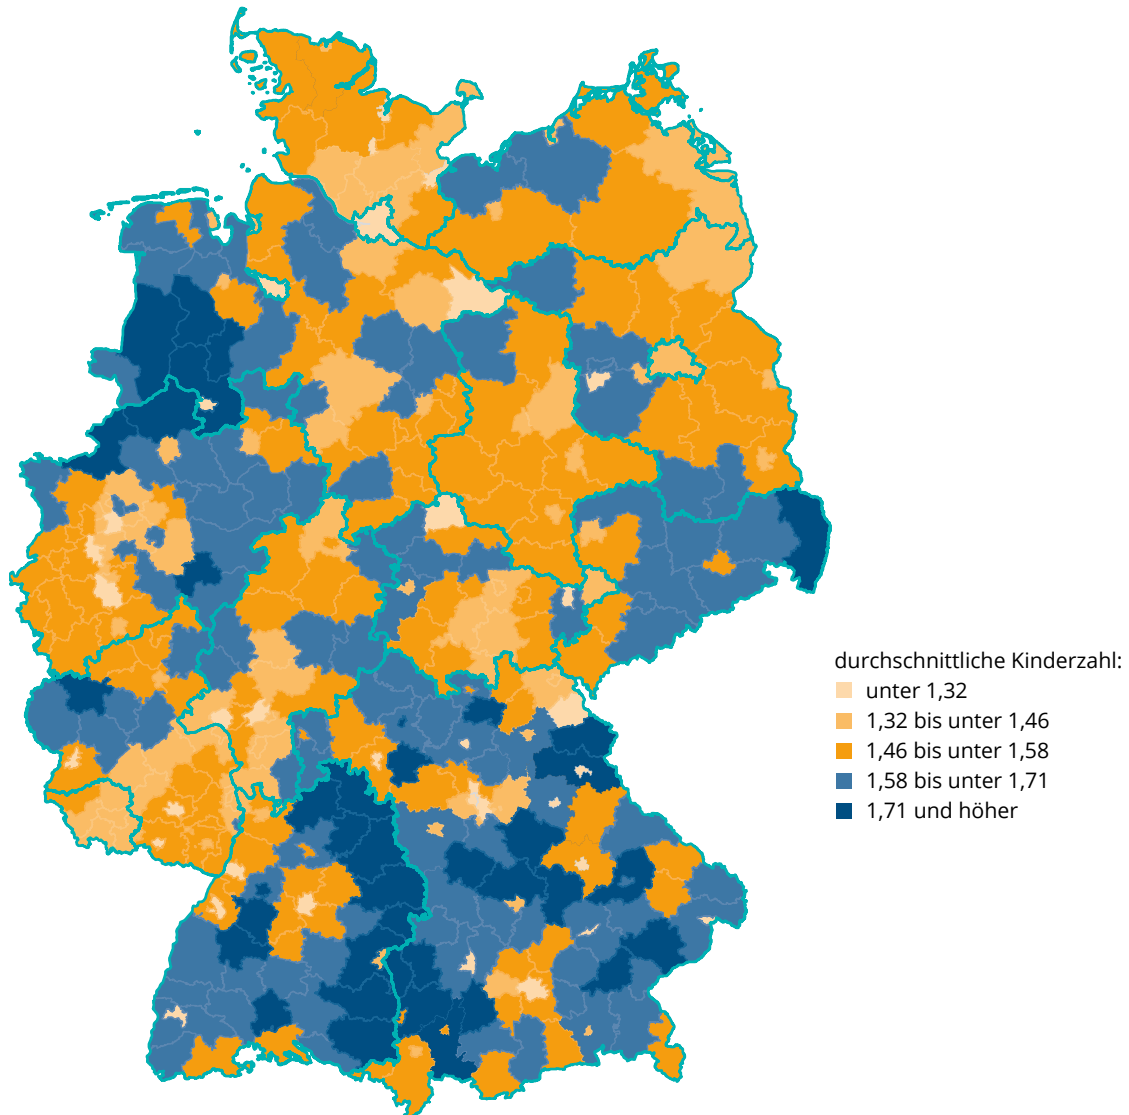 durchschnittliche Kinderzahl:
unter 1,32
1,32 bis unter 1,46
1,46 bis unter 1,58
1,58 bis unter 1,71
1,71 und höher